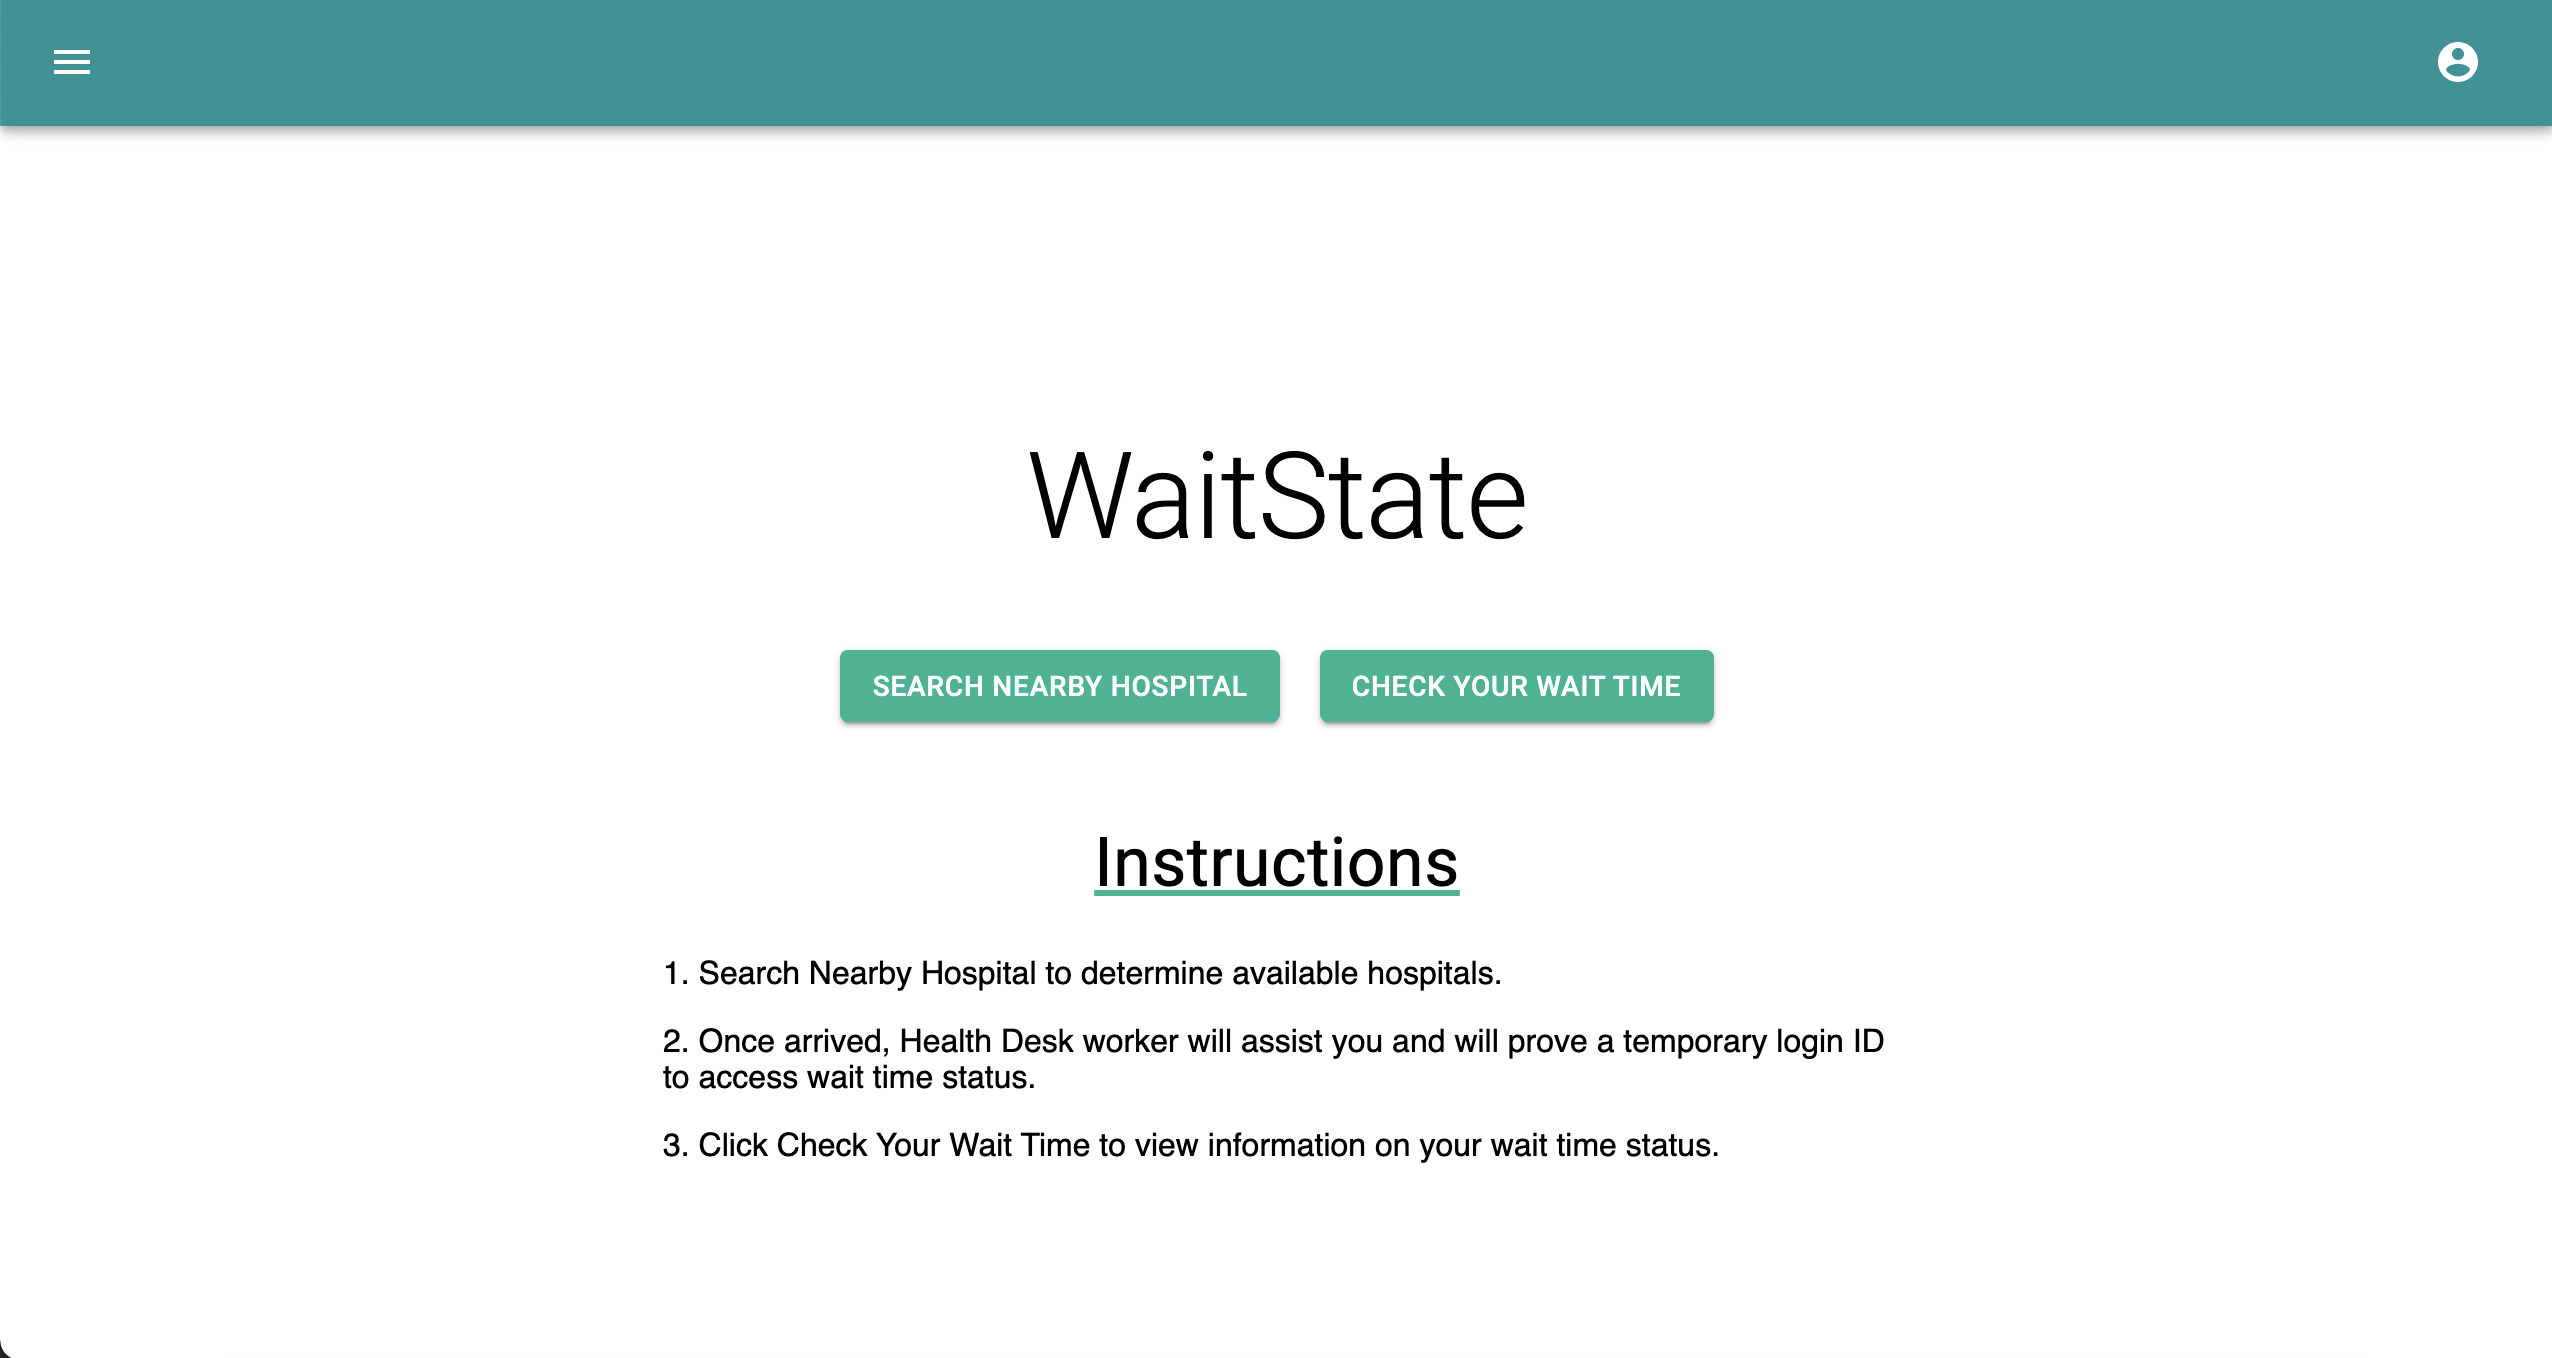 WaitState
SEARCH NEARBY HOSPITAL
CHECK YOUR WAIT TIME
Instructions
1. Search Nearby Hospital to determine available hospitals.
2. Once arrived, Health Desk worker will assist you and will prove a temporary login ID
to access wait time status.
3. Click Check Your Wait Time to view information on your wait time status.